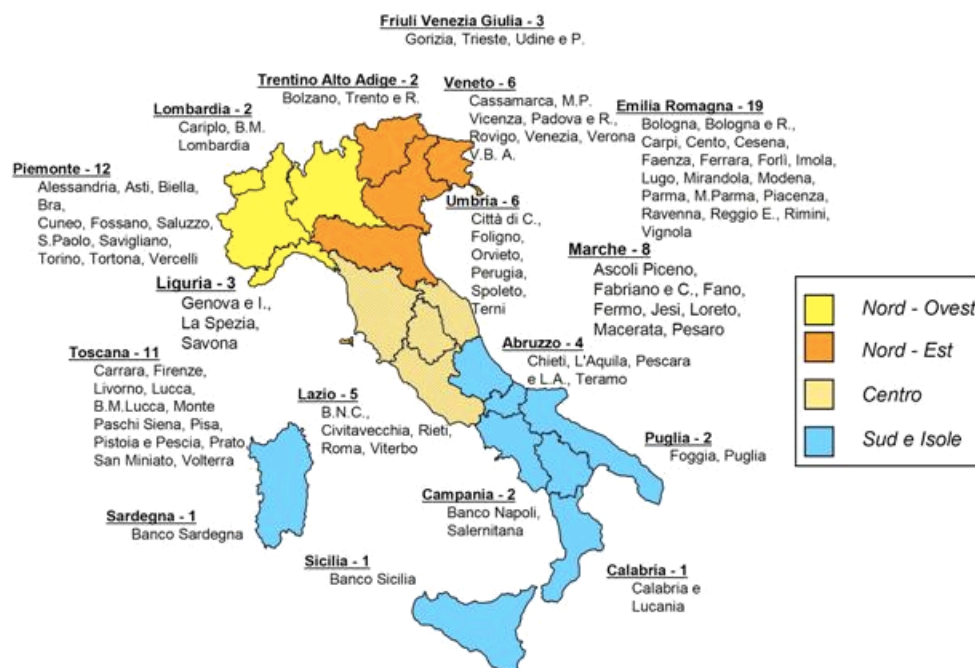 Friuli Venezia Giulia - 3
Gorizia, Trieste, Udine e P.
Trentino Alto Adige - 2
Bolzano, Trento e R.
Veneto - 6
Cassamarca, M.P.
Vicenza, Padova e R.,
Rovigo, Venezia, Verona
V.B. A.
Emilia Romagna - 19
Bologna, Bologna e R.,
Carpi, Cento, Cesena,
Faenza, Ferrara, Forlì, Imola,
Lugo, Mirandola, Modena,
Parma, M.Parma, Piacenza,
Ravenna, Reggio E., Rimini,
Vignola
Lombardia - 2
Cariplo, B.M.
Lombardia
Piemonte - 12
Alessandria, Asti, Biella,
Bra,
Cuneo, Fossano, Saluzzo,
S.Paolo, Savigliano,
Torino, Tortona, Vercelli
Umbria - 6
Città di C.,
Foligno,
Orvieto,
Perugia,
Spoleto,
Terni
Marche - 8
Ascoli Piceno,
Fabriano e C., Fano,
Fermo, Jesi, Loreto,
Macerata, Pesaro
Liguria - 3
Genova e I.,
La Spezia,
Savona
Nord - Ovest
Nord - Est
Centro
Sud e Isole
Toscana - 11
Carrara, Firenze,
Livorno, Lucca,
B.M.Lucca, Monte
Paschi Siena, Pisa,
Pistoia e Pescia, Prato,
San Miniato, Volterra
Abruzzo - 4
Chieti, L'Aquila, Pescara
e L.A., Teramo
Lazio - 5
B.N.C.,
Civitavecchia, Rieti,
Roma, Viterbo
Puglia - 2
Foggia, Puglia
Campania - 2
Banco Napoli,
Salernitana
Sardegna - 1
Banco Sardegna
Sicilia - 1
Banco Sicilia
Calabria - 1
Calabria e
Lucania